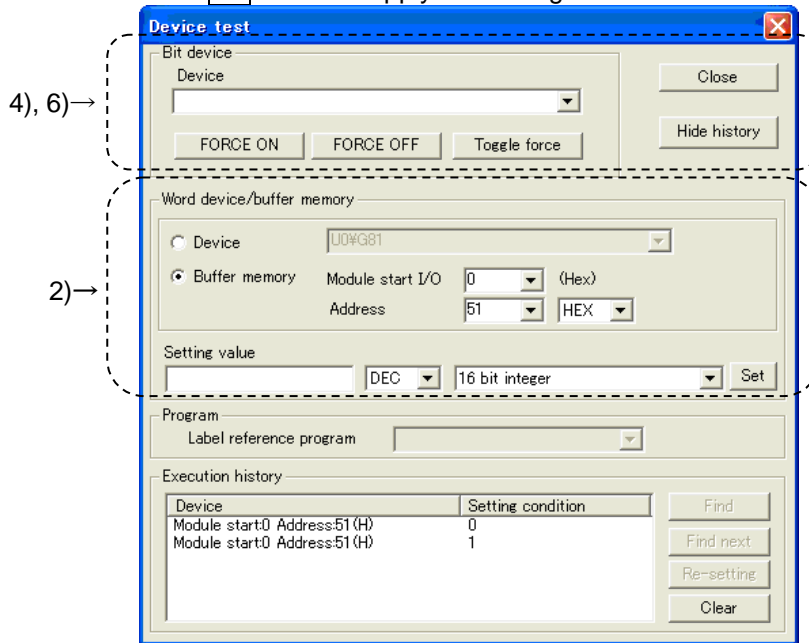 Device test
Bit device
Device
4), 6)→
Close
FORCE ON FORCE OFF Toggle force
Hide history
Word device/buffer memory
Device U0¥G81
2)→
Buffer memory Module start I/O 0 (Hex)
Address 51 HEX
Setting value
DEC 16 bit integer Set
Program
Label reference program
Execution history
Device Setting condition
Module start:0 Address:51(H) 0
Module start:0 Address:51(H) 1
Find
Find next
Re-setting
Clear